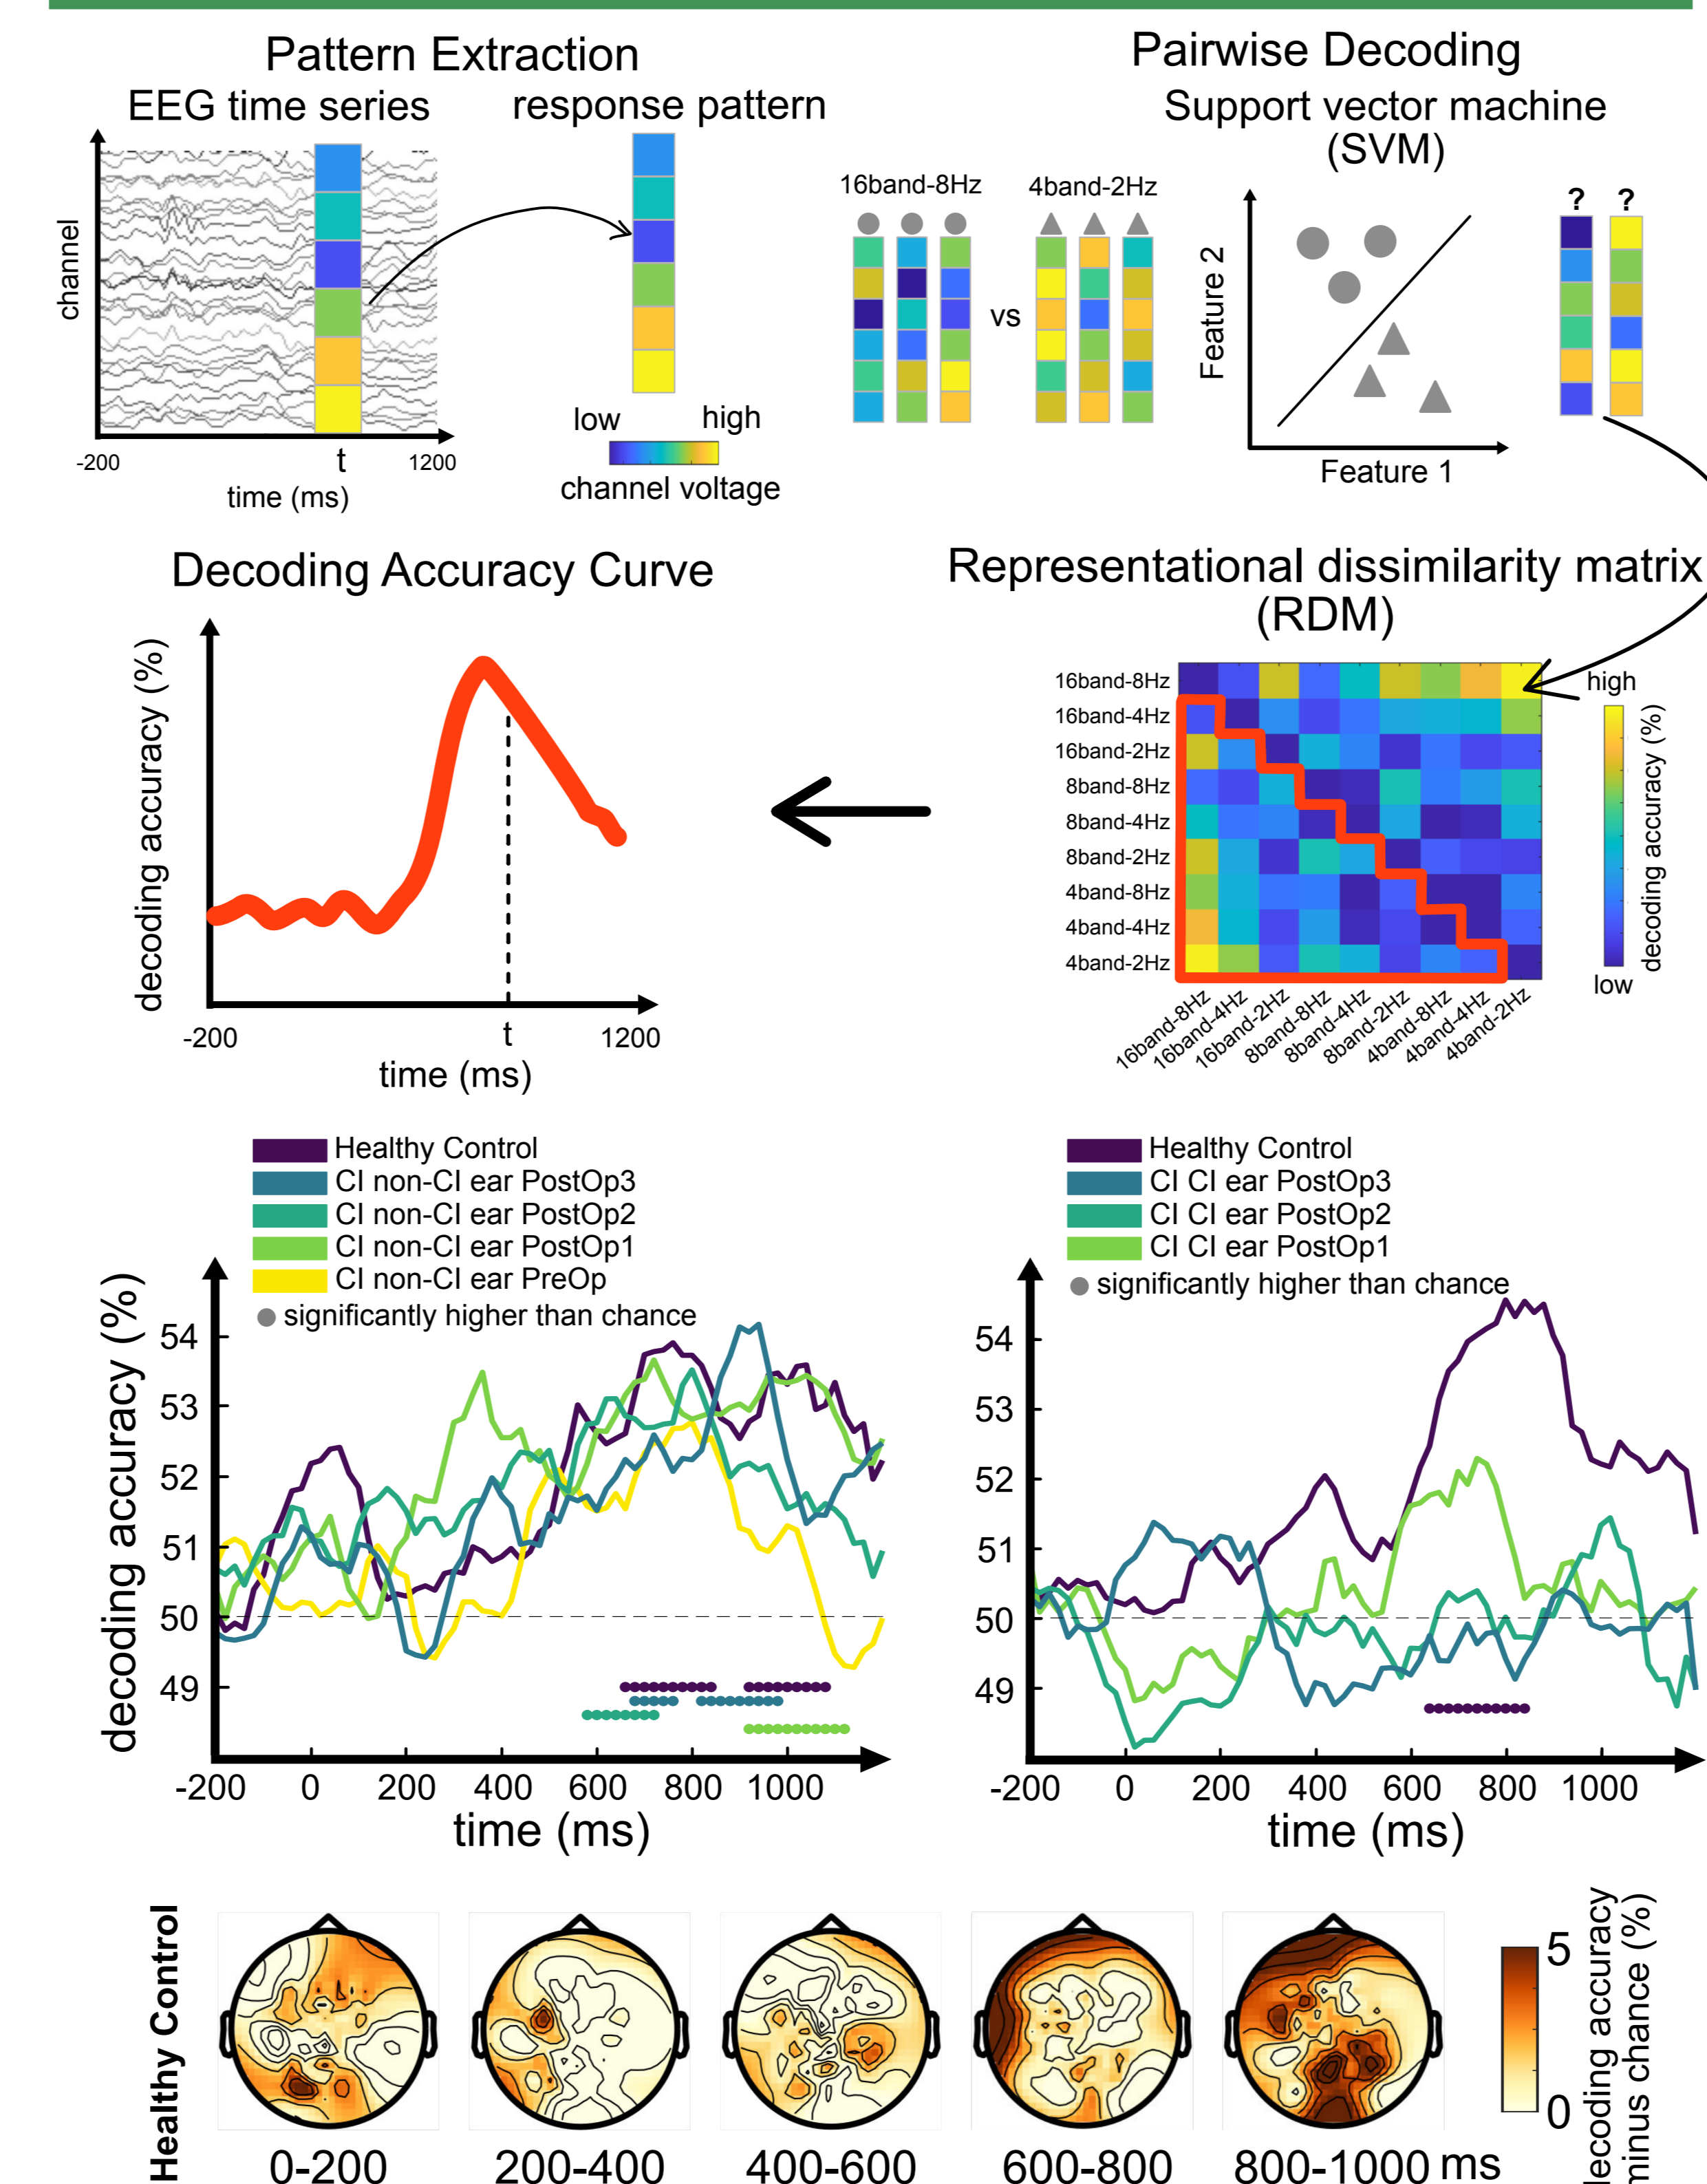 Pattern Extraction
EEG time series
response pattern
channel
-200
t
1200
time (ms)
low
high
channel voltage
Pairwise Decoding
Support vector machine
(SVM)
16band-8Hz
4band-2Hz
vs
Feature 2
Feature 1
?
?
Decoding Accuracy Curve
decoding accuracy (%)
-200
t
1200
time (ms)
Representational dissimilarity matrix
(RDM)
16band-8Hz
16band-4Hz
16band-2Hz
8band-8Hz
8band-4Hz
8band-2Hz
4band-8Hz
4band-4Hz
4band-2Hz
16band-8Hz
16band-4Hz
16band-2Hz
8band-8Hz
8band-4Hz
8band-2Hz
4band-8Hz
4band-4Hz
4band-2Hz
high
decoding accuracy (%)
low
Healthy Control
CI non-CI ear PostOp3
CI non-CI ear PostOp2
CI non-CI ear PostOp1
CI non-CI ear PreOp
significantly higher than chance
decoding accuracy (%)
54
53
52
51
50
49
-200 0 200 400 600 800 1000
time (ms)
Healthy Control
CI CI ear PostOp3
CI CI ear PostOp2
CI CI ear PostOp1
significantly higher than chance
54
53
52
51
50
49
-200 0 200 400 600 800 1000
time (ms)
Healthy Control
0-200 200-400 400-600 600-800 800-1000 ms
5
0
decoding accuracy
minus chance (%)